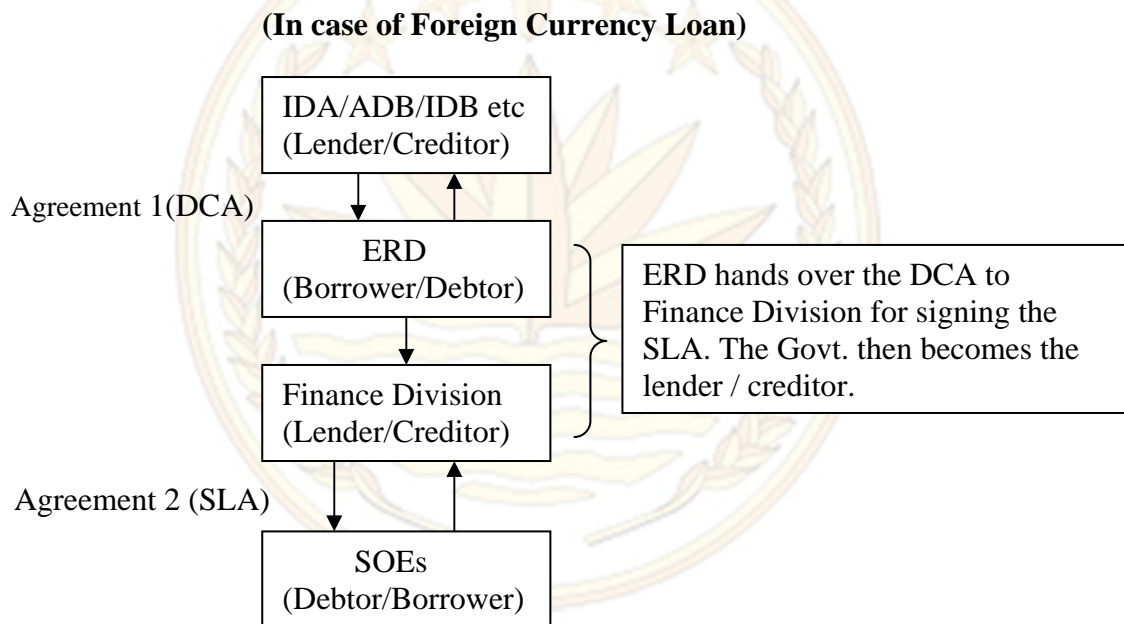 (In case of Foreign Currency Loan)
IDA/ADB/IDB etc
(Lender/Creditor)
Agreement 1(DCA)
ERD
(Borrower/Debtor)
ERD hands over the DCA to
Finance Division for signing the
SLA. The Govt. then becomes the
lender / creditor.
Finance Division
(Lender/Creditor)
Agreement 2 (SLA)
SOEs
(Debtor/Borrower)